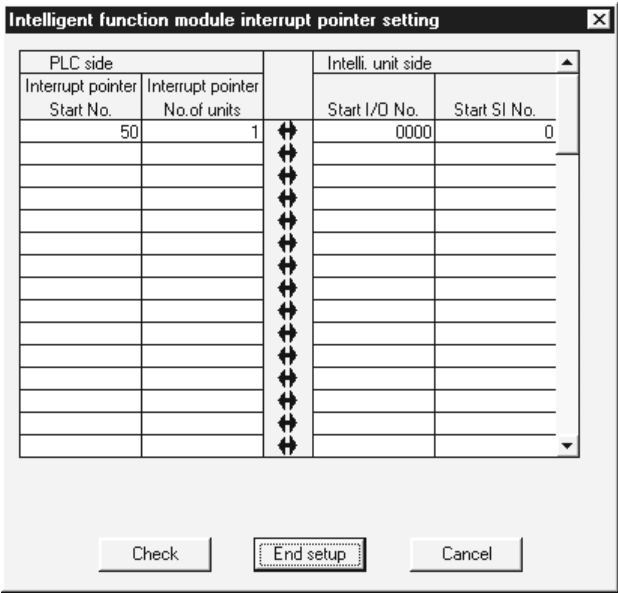 Intelligent function module interrupt pointer setting
PLC side Intelli. unit side
Interrupt pointer Interrupt pointer
Start No. No.of units Start I/O No. Start SI No.
50 1 0000 0
Check End setup Cancel